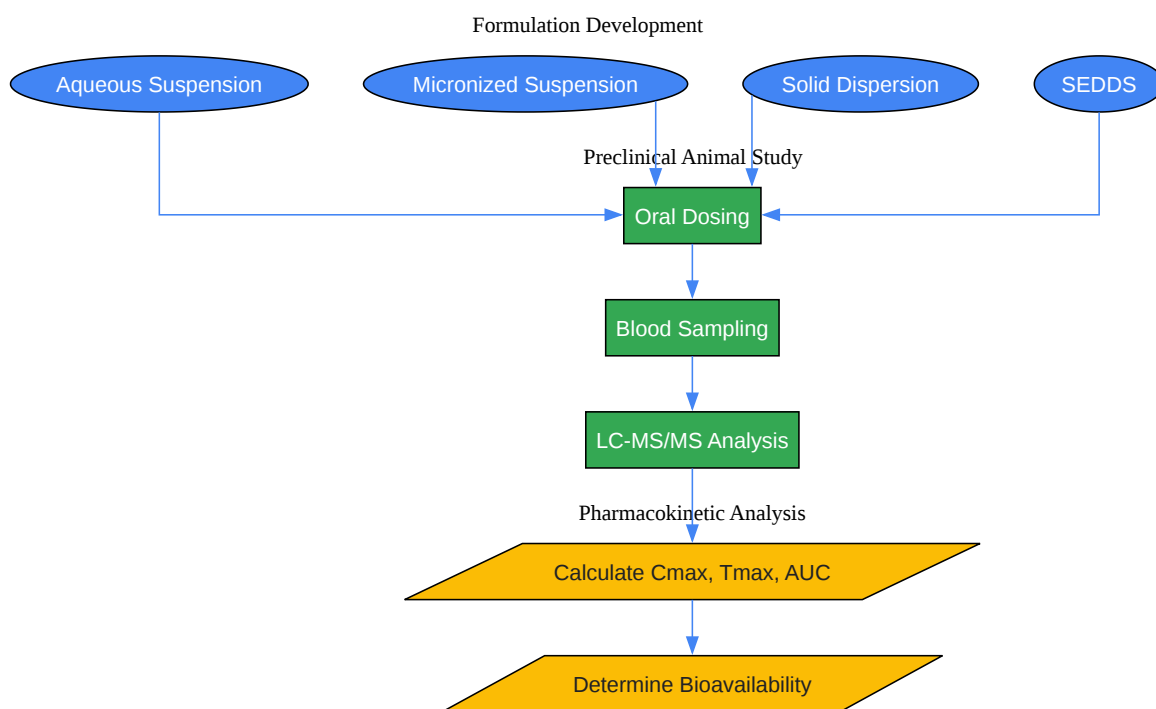 Formulation Development
Aqueous Suspension
Micronized Suspension
Solid Dispersion
SEDDS
Preclinical Animal Study
Oral Dosing
Blood Sampling
LC-MS/MS Analysis
Pharmacokinetic Analysis
Calculate Cmax, Tmax, AUC
Determine Bioavailability